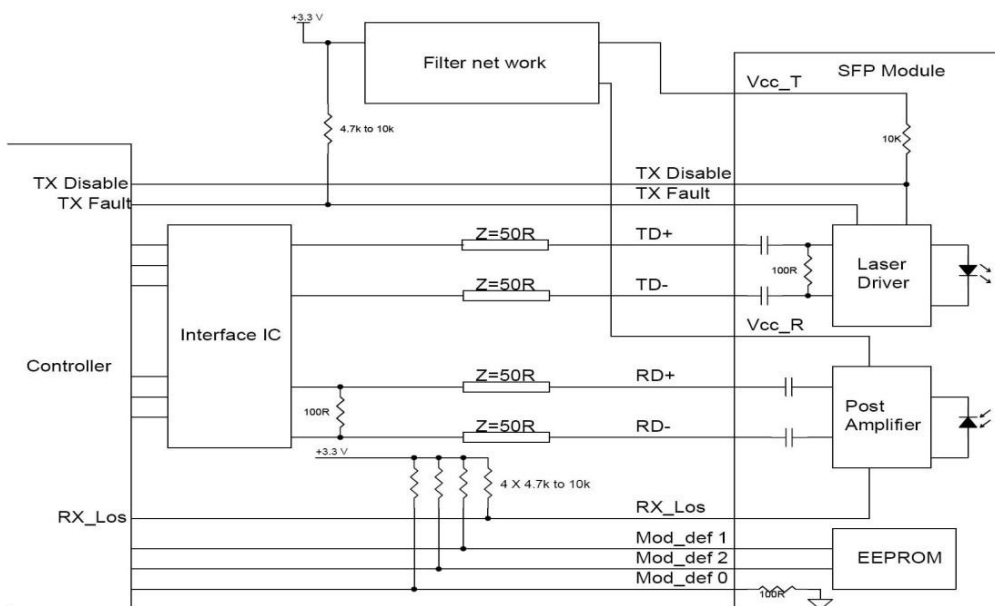 +3.3 V
Filter net work
SFP Module
Vcc_T
4.7k to 10k
10K
TX Disable
TX Disable
TX Fault
TX Fault
Z=50R
TD+
100R
Laser
Driver
Z=50R
TD-
Interface IC
Vcc_R
Controller
Z=50R
RD+
100R
Post
Amplifier
Z=50R
RD-
+3.3 V
4 X 4.7k to 10k
RX_Los
RX_Los
Mod_def 1
EEPROM
Mod_def 2
Mod_def 0
100R